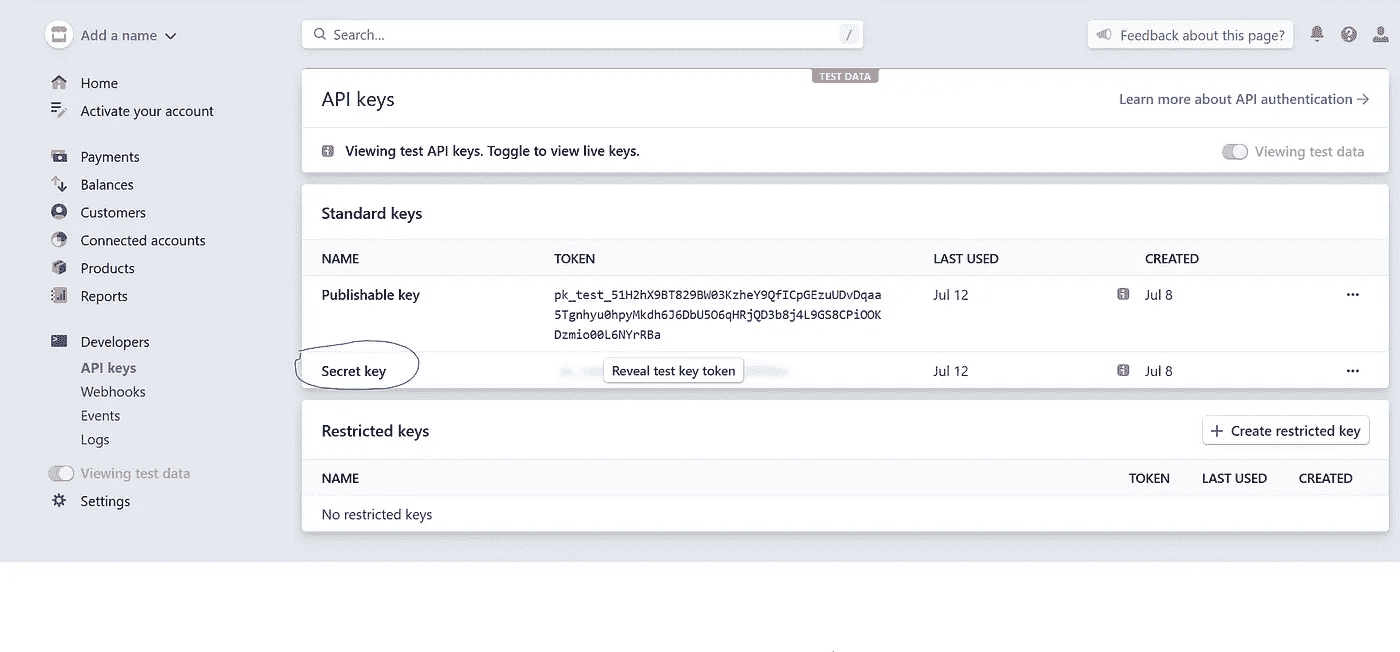 Add a name
Search...
/
Feedback about this page?
Home
Activate your account
Payments
Balances
Customers
Connected accounts
Products
Reports
Developers
API keys
Webhooks
Events
Logs
Viewing test data
Settings
TEST DATA
API keys
Learn more about API authentication →
Viewing test API keys. Toggle to view live keys.
Viewing test data
Standard keys
NAME TOKEN LAST USED CREATED
Publishable key pk_test_51H2hX9BT829BW03KzheY9QfICpGEzuUDvDqaa Jul 12 Jul 8
5Tgnhyu0hpyMkdh6J6DbU5O6qHRjQD3b8j4L9GS8CPiOOK
Dzmio00L6NYrRBa
Secret key Reveal test key token Jul 12 Jul 8
Restricted keys
+ Create restricted key
NAME TOKEN LAST USED CREATED
No restricted keys